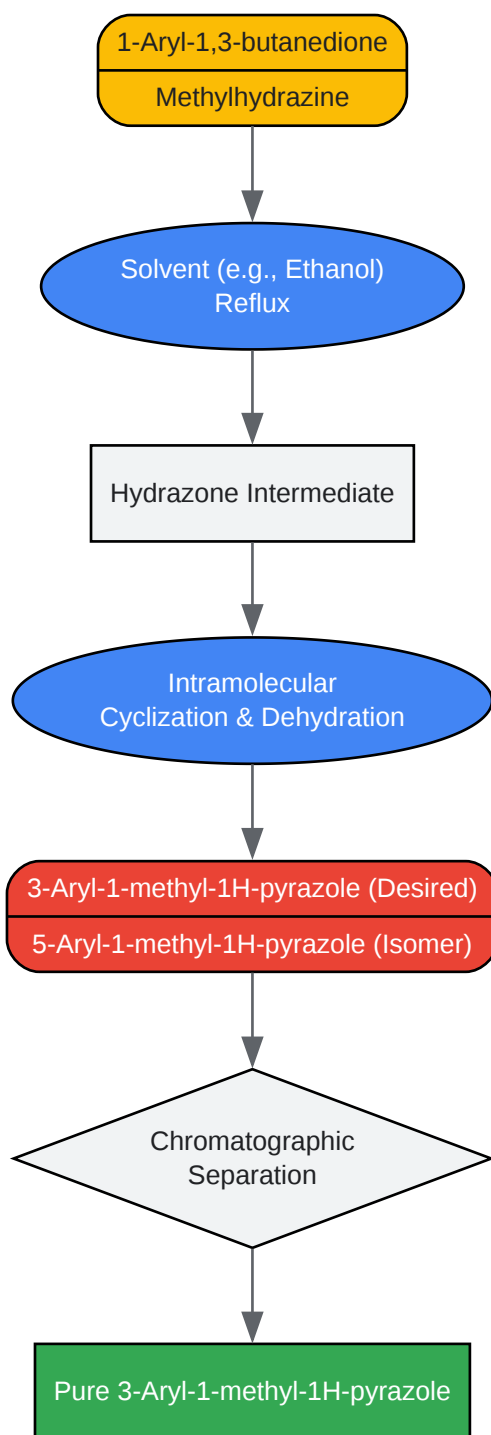 1-Aryl-1,3-butanedione
Methylhydrazine
Solvent (e.g., Ethanol)
Reflux
Hydrazone Intermediate
Intramolecular
Cyclization & Dehydration
3-Aryl-1-methyl-1H-pyrazole (Desired)
5-Aryl-1-methyl-1H-pyrazole (Isomer)
Chromatographic
Separation
Pure 3-Aryl-1-methyl-1H-pyrazole